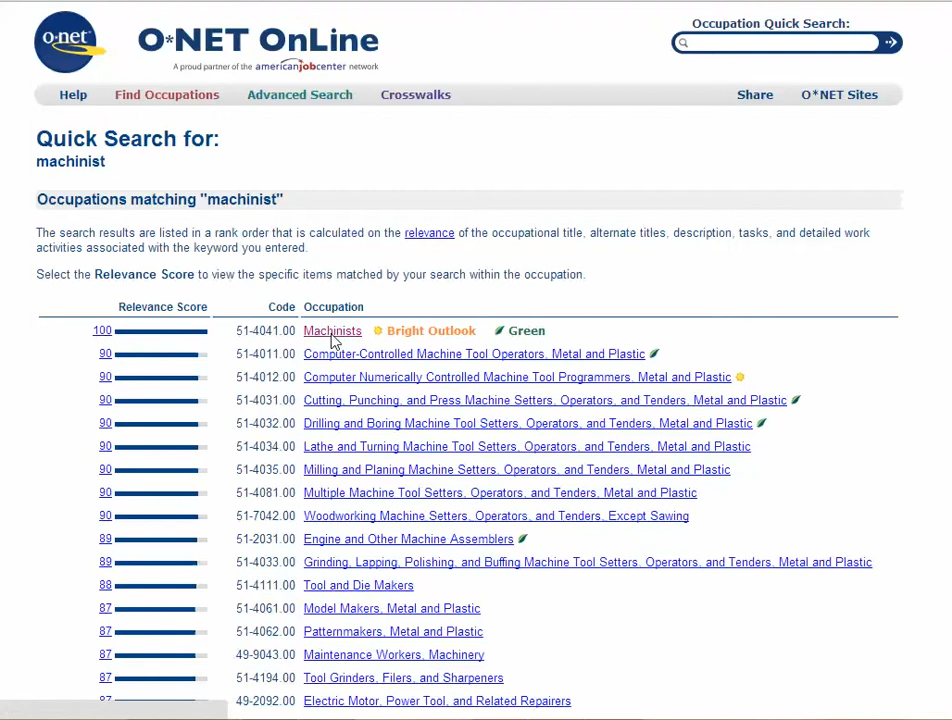 o·net
O*NET OnLine
A proud partner of the americanjobcenter network
Occupation Quick Search:
Help Find Occupations Advanced Search Crosswalks Share O*NET Sites
Quick Search for:
machinist
Occupations matching "machinist"
The search results are listed in a rank order that is calculated on the relevance of the occupational title, alternate titles, description, tasks, and detailed work
activities associated with the keyword you entered.
Select the Relevance Score to view the specific items matched by your search within the occupation.
Relevance Score Code Occupation
100 51-4041.00 Machinists Bright Outlook Green
90 51-4011.00 Computer-Controlled Machine Tool Operators, Metal and Plastic
90 51-4012.00 Computer Numerically Controlled Machine Tool Programmers, Metal and Plastic
90 51-4031.00 Cutting, Punching, and Press Machine Setters, Operators, and Tenders, Metal and Plastic
90 51-4032.00 Drilling and Boring Machine Tool Setters, Operators, and Tenders, Metal and Plastic
90 51-4034.00 Lathe and Turning Machine Tool Setters, Operators, and Tenders, Metal and Plastic
90 51-4035.00 Milling and Planing Machine Setters, Operators, and Tenders, Metal and Plastic
90 51-4081.00 Multiple Machine Tool Setters, Operators, and Tenders, Metal and Plastic
90 51-7042.00 Woodworking Machine Setters, Operators, and Tenders, Except Sawing
89 51-2031.00 Engine and Other Machine Assemblers
89 51-4033.00 Grinding, Lapping, Polishing, and Buffing Machine Tool Setters, Operators, and Tenders, Metal and Plastic
88 51-4111.00 Tool and Die Makers
87 51-4061.00 Model Makers, Metal and Plastic
87 51-4062.00 Patternmakers, Metal and Plastic
87 49-9043.00 Maintenance Workers, Machinery
87 51-4194.00 Tool Grinders, Filers, and Sharpeners
87 49-2092.00 Electric Motor, Power Tool, and Related Repairers